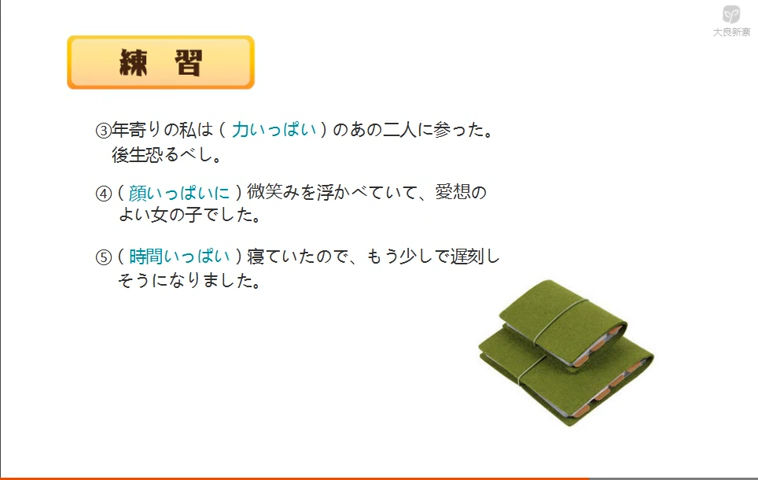 大良新寨
練習
③年寄りの私は(力いっぱい)のあの二人に参った。
後生恐るべし。
④(顔いっぱいに)微笑みを浮かべていて、愛想の
よい女の子でした。
⑤(時間いっぱい)寝ていたので、もう少しで遅刻し
そうになりました。